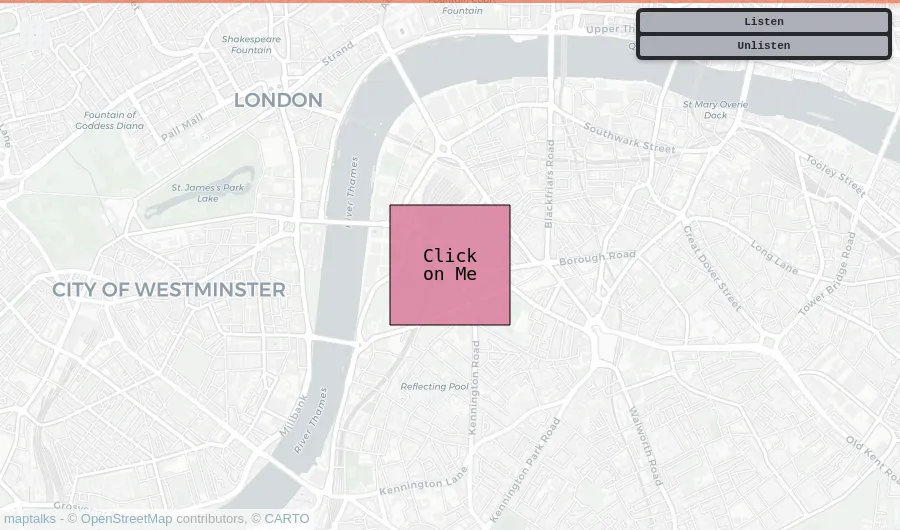 Fountain
Upper Th
Listen
Unlisten
Shakespeare
Fountain
Strand
LONDON
Fountain of
Goddess Diana
Pall Mall
Lane
St Mary Overie
Dock
Southwark Street
Tooley Street
St. James's Park
Lake
River Thames
Blackfriars Road
Click
on Me
Borough Road
Great Dover Street
Long Lane
Tower Bridge Road
CITY OF WESTMINSTER
Reflecting Pool
Kennington Road
Millbank
River Thames
Walworth Road
Kennington Park Road
Old Kent Roa
Kennington Lane
maptalks - © OpenStreetMap contributors, © CARTO